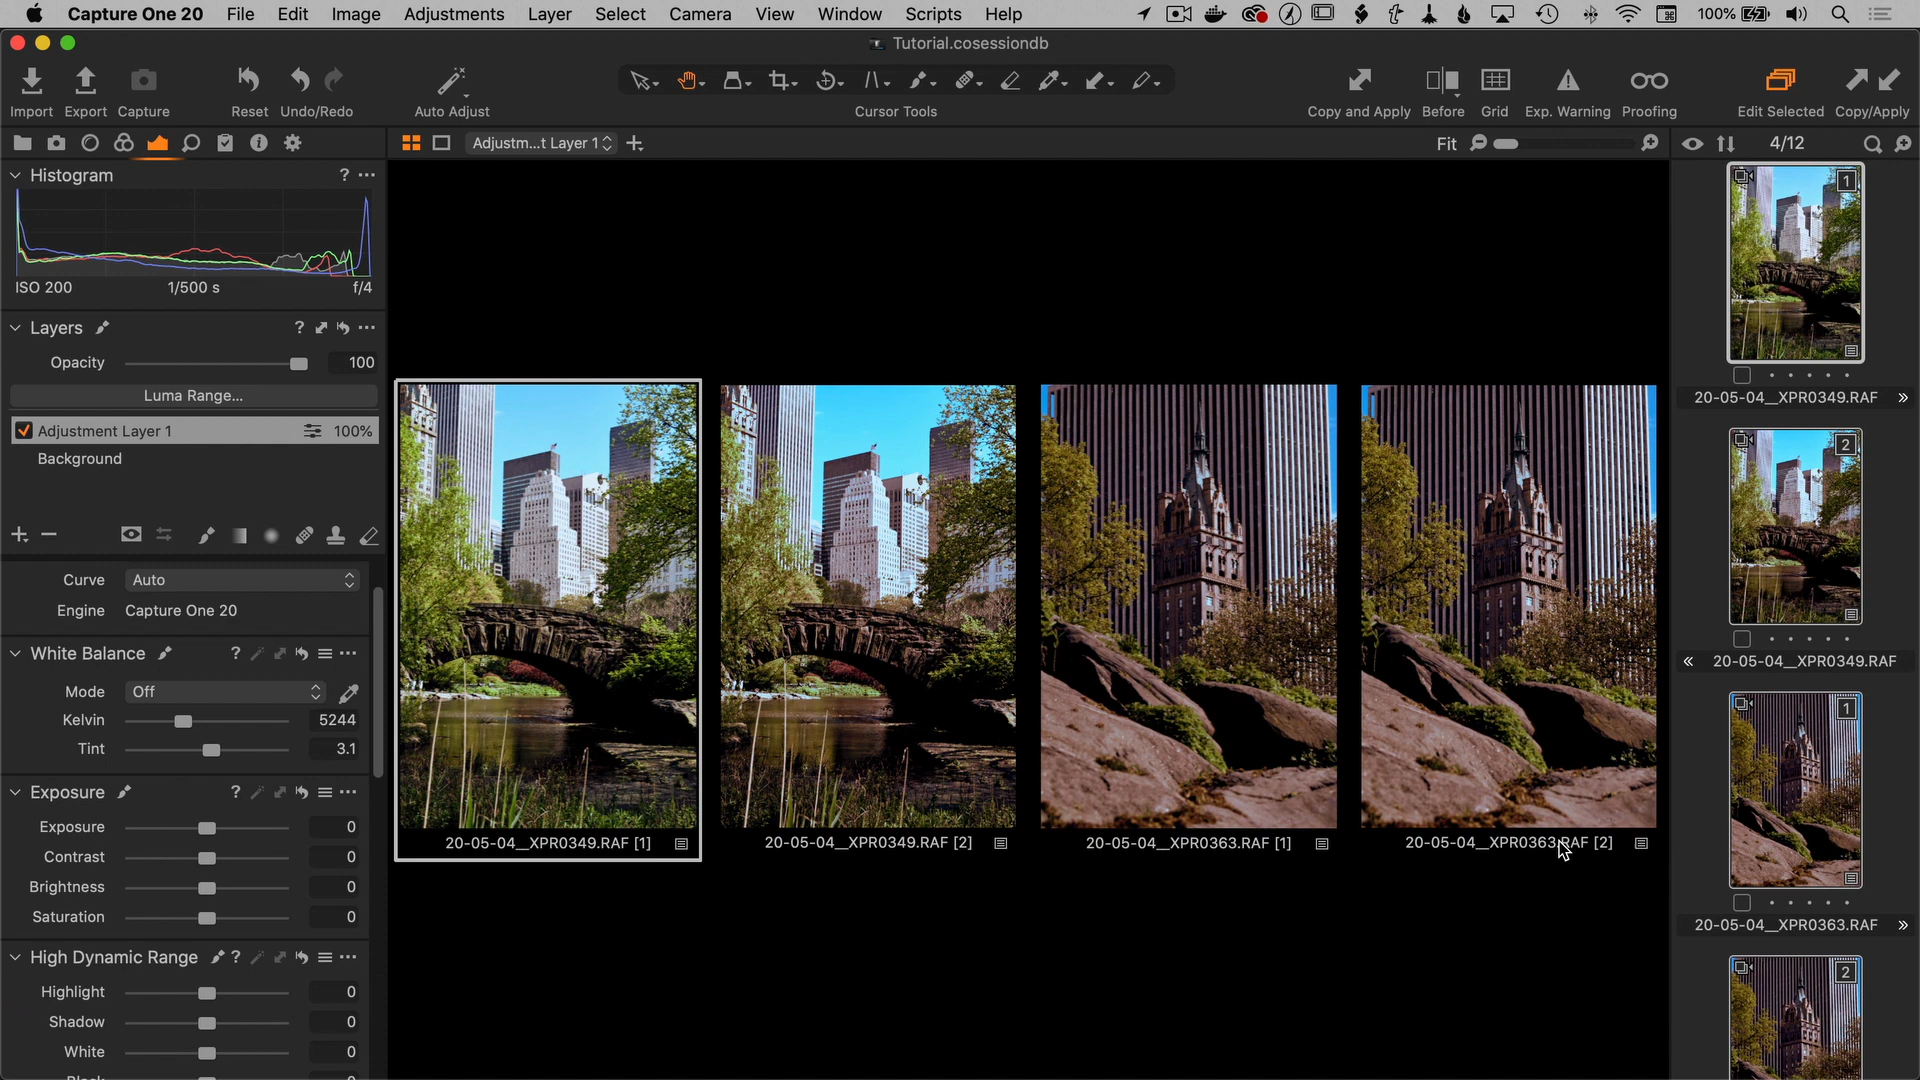 Capture One 20 File Edit Image Adjustments Layer Select Camera View Window Scripts Help 100%
Tutorial.cosessiondb
Import Export Capture Reset Undo/Redo Auto Adjust Cursor Tools Copy and Apply Before Grid Exp. Warning Proofing Edit Selected Copy/Apply
Adjustm...t Layer 1 Fit 4/12
Histogram ?
ISO 200 1/500 s f/4
Layers ?
Opacity 100
Luma Range...
Adjustment Layer 1 100%
Background
Curve Auto
Engine Capture One 20
White Balance ?
Mode Off
Kelvin 5244
Tint 3.1
Exposure ?
Exposure 0
Contrast 0
Brightness 0
Saturation 0
High Dynamic Range ?
Highlight 0
Shadow 0
White 0
20-05-04__XPR0349.RAF [1]
20-05-04__XPR0349.RAF [2]
20-05-04__XPR0363.RAF [1]
20-05-04__XPR0363.RAF [2]
1
20-05-04__XPR0349.RAF »
2
« 20-05-04__XPR0349.RAF
1
20-05-04__XPR0363.RAF »
2